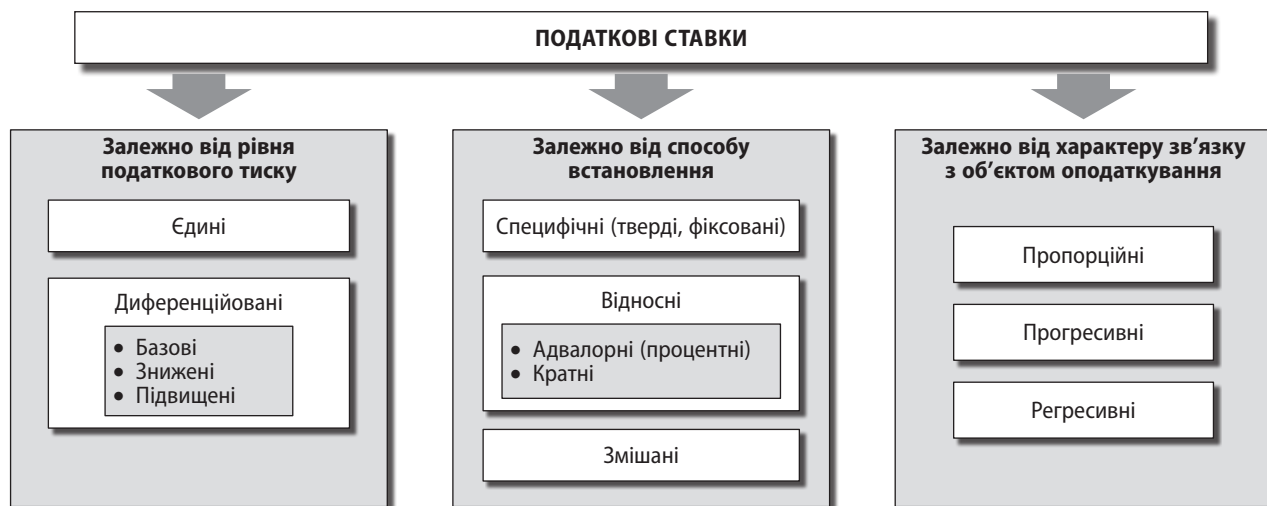 ПОДАТКОВІ СТАВКИ
Залежно від рівня
податкового тиску
Єдині
Диференційовані
• Базові
• Знижені
• Підвищені
Залежно від способу
встановлення
Специфічні (тверді, фіксовані)
Відносні
• Адвалорні (процентні)
• Кратні
Змішані
Залежно від характеру зв’язку
з об’єктом оподаткування
Пропорційні
Прогресивні
Регресивні